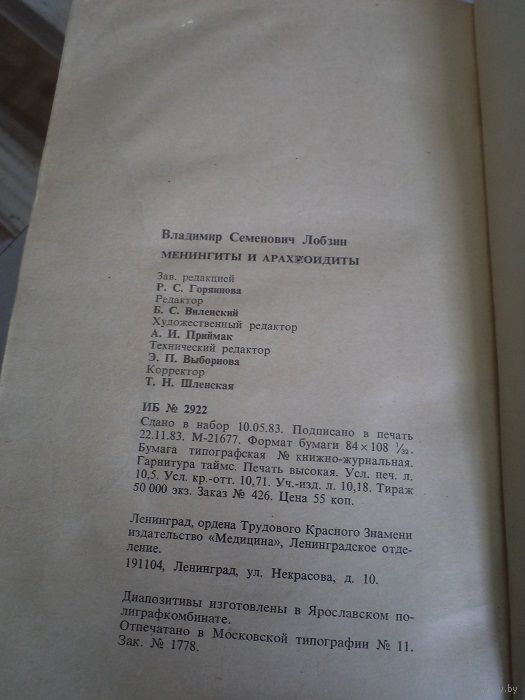 Владимир Семенович Лобзин
МЕНИНГИТЫ И АРАХНОИДИТЫ
Зав. редакцией
Р. С. Горяинова
Редактор
Б. С. Виленский
Художественный редактор
А. И. Приймак
Технический редактор
Э. П. Выборнова
Корректор
Т. Н. Шленская
ИБ № 2922
Сдано в набор 10.05.83. Подписано в печать
22.11.83. М-21677. Формат бумаги 84×108 1/32.
Бумага типографская № книжно-журнальная.
Гарнитура таймс. Печать высокая. Усл. печ. л.
10,5. Усл. кр.-отт. 10,71. Уч.-изд. л. 10,18. Тираж
50 000 экз. Заказ № 426. Цена 55 коп.
Ленинград, ордена Трудового Красного Знамени
издательство «Медицина», Ленинградское отде-
ление.
191104, Ленинград, ул. Некрасова, д. 10.
Диапозитивы изготовлены в Ярославском по-
лиграфкомбинате.
Отпечатано в Московской типографии № 11.
Зак. № 1778.